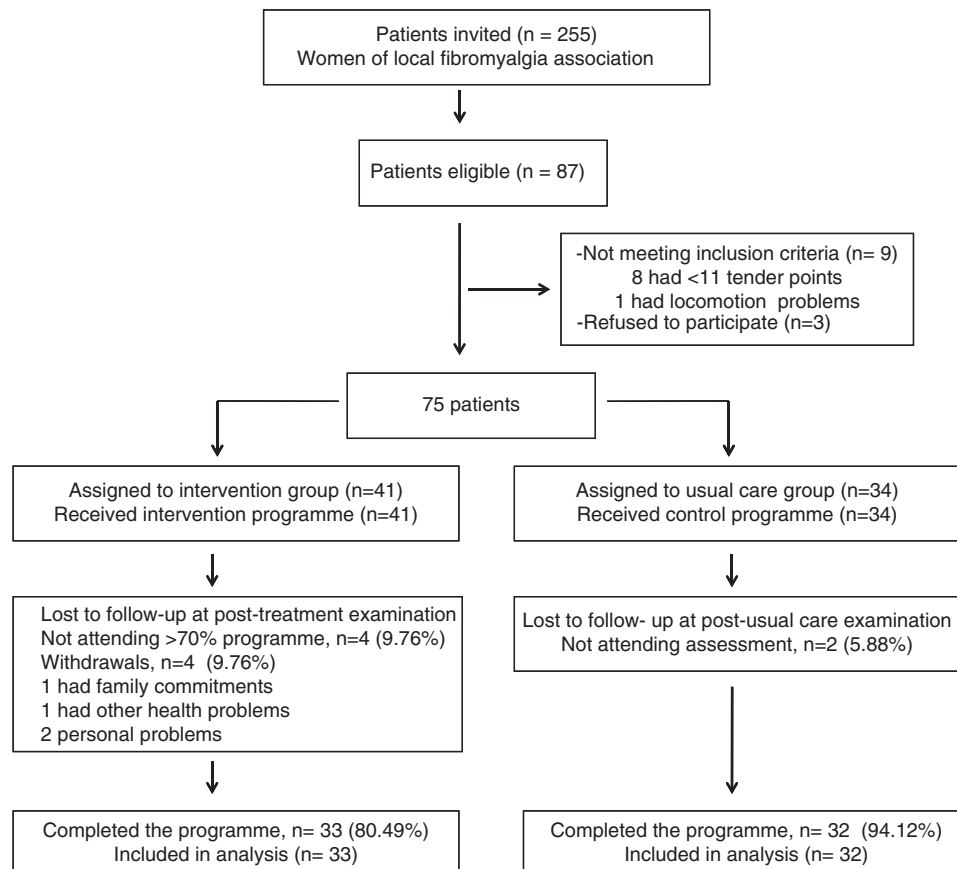 Patients invited (n = 255)
Women of local fibromyalgia association
Patients eligible (n = 87)
-Not meeting inclusion criteria (n= 9)
8 had <11 tender points
1 had locomotion problems
-Refused to participate (n=3)
75 patients
Assigned to intervention group (n=41)
Received intervention programme (n=41)
Assigned to usual care group (n=34)
Received control programme (n=34)
Lost to follow-up at post-treatment examination
Not attending >70% programme, n=4 (9.76%)
Withdrawals, n=4 (9.76%)
1 had family commitments
1 had other health problems
2 personal problems
Lost to follow- up at post-usual care examination
Not attending assessment, n=2 (5.88%)
Completed the programme, n= 33 (80.49%)
Included in analysis (n= 33)
Completed the programme, n= 32 (94.12%)
Included in analysis (n= 32)